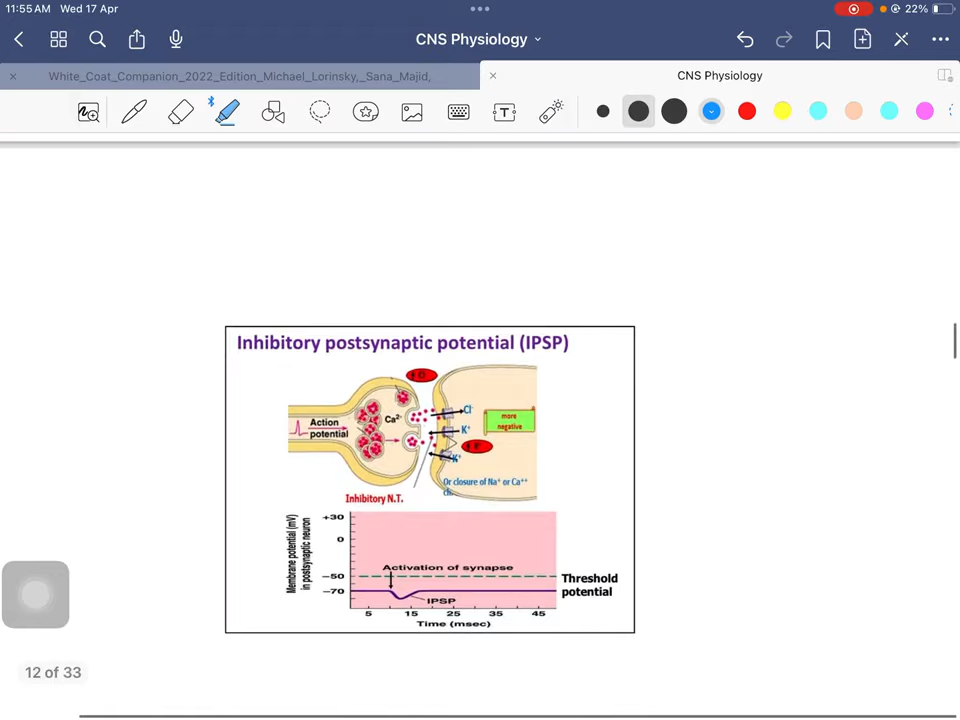 11:55 AM Wed 17 Apr
22%
CNS Physiology
White_Coat_Companion_2022_Edition_Michael_Lorinsky,_Sana_Majid,
CNS Physiology
Inhibitory postsynaptic potential (IPSP)
Action
potential
Ca²⁺
Cl⁻
K⁺
K⁺
more
negative
Or closure of Na⁺ or Ca⁺⁺
ch.
Inhibitory N.T.
Membrane potential (mV)
in postsynaptic neuron
+30
0
−50
−70
Activation of synapse
Threshold
potential
IPSP
5 15 25 35 45
Time (msec)
12 of 33